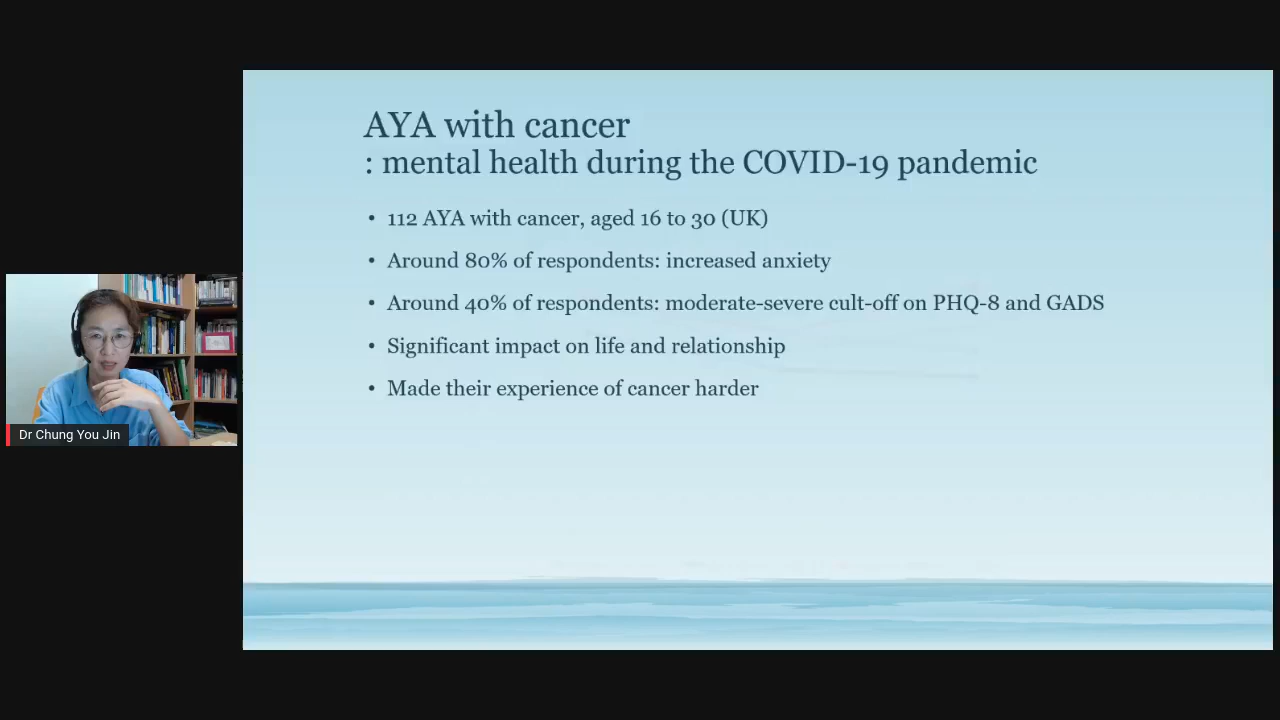 AYA with cancer
: mental health during the COVID-19 pandemic
• 112 AYA with cancer, aged 16 to 30 (UK)
• Around 80% of respondents: increased anxiety
• Around 40% of respondents: moderate-severe cult-off on PHQ-8 and GADS
• Significant impact on life and relationship
• Made their experience of cancer harder
Dr Chung You Jin